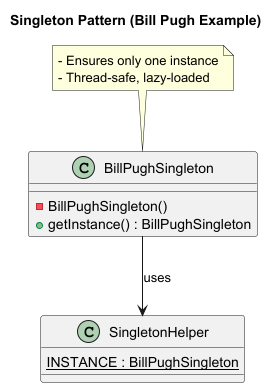 Singleton Pattern (Bill Pugh Example)
- Ensures only one instance
- Thread-safe, lazy-loaded
C BillPughSingleton
BillPughSingleton()
getInstance() : BillPughSingleton
uses
C SingletonHelper
INSTANCE : BillPughSingleton